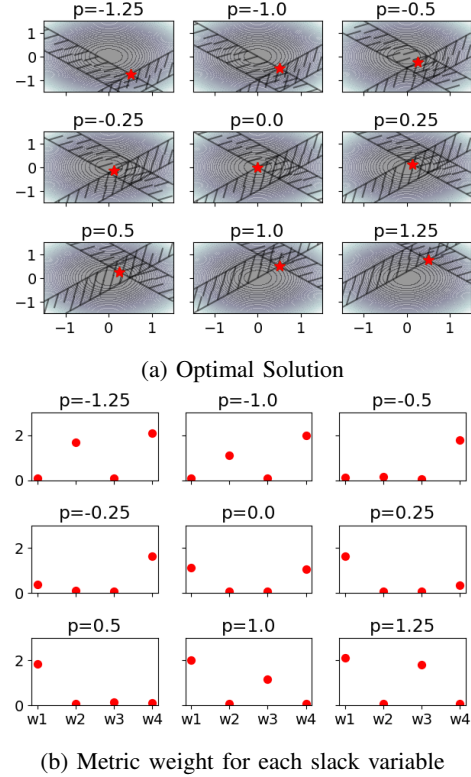 p=-1.25 p=-1.0 p=-0.5
1
0
−1
p=-0.25 p=0.0 p=0.25
1
0
−1
p=0.5 p=1.0 p=1.25
1
0
−1
−1 0 1 −1 0 1 −1 0 1
(a) Optimal Solution
p=-1.25 p=-1.0 p=-0.5
2
0
p=-0.25 p=0.0 p=0.25
2
0
p=0.5 p=1.0 p=1.25
2
0
w1 w2 w3 w4 w1 w2 w3 w4 w1 w2 w3 w4
(b) Metric weight for each slack variable